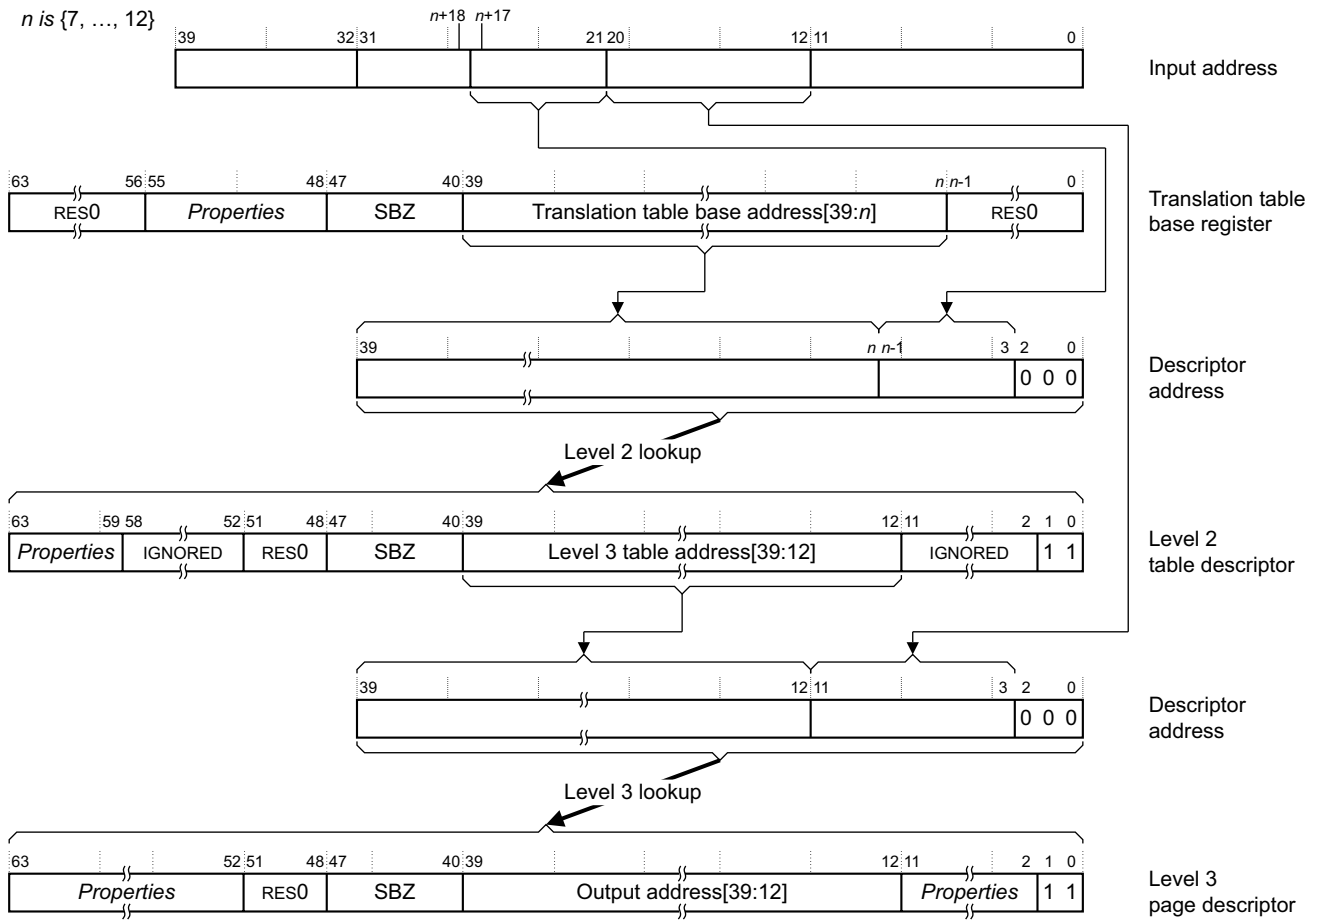 n is {7, …, 12}
n+18 n+17
39 32 31 21 20 12 11 0
Input address
63 56 55 48 47 40 39 n n-1 0
RES0 Properties SBZ Translation table base address[39:n] RES0
Translation table
base register
39 n n-1 3 2 0
0 0 0
Descriptor
address
Level 2 lookup
63 59 58 52 51 48 47 40 39 12 11 2 1 0
Properties IGNORED RES0 SBZ Level 3 table address[39:12] IGNORED 1 1
Level 2
table descriptor
39 12 11 3 2 0
0 0 0
Descriptor
address
Level 3 lookup
63 52 51 48 47 40 39 12 11 2 1 0
Properties RES0 SBZ Output address[39:12] Properties 1 1
Level 3
page descriptor